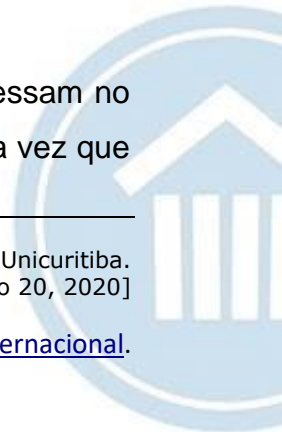 essam no
a vez que
Unicuritiba.
o 20, 2020]
ernacional.